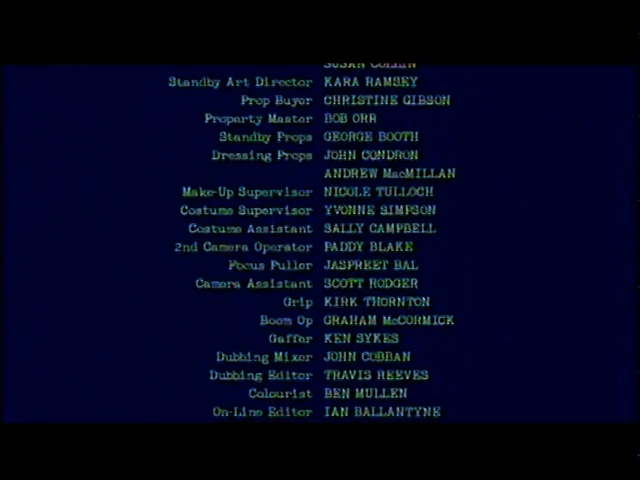 SUSAN COLLIN
Standby Art Director KARA RAMSEY
Prop Buyer CHRISTINE GIBSON
Property Master BOB ORR
Standby Props GEORGE BOOTH
Dressing Props JOHN CONDRON
ANDREW MacMILLAN
Make-Up Supervisor NICOLE TULLOCH
Costume Supervisor YVONNE SIMPSON
Costume Assistant SALLY CAMPBELL
2nd Camera Operator PADDY BLAKE
Focus Puller JASPREET BAL
Camera Assistant SCOTT RODGER
Grip KIRK THORNTON
Boom Op GRAHAM McCORMICK
Gaffer KEN SYKES
Dubbing Mixer JOHN COBBAN
Dubbing Editor TRAVIS REEVES
Colourist BEN MULLEN
On-Line Editor IAN BALLANTYNE